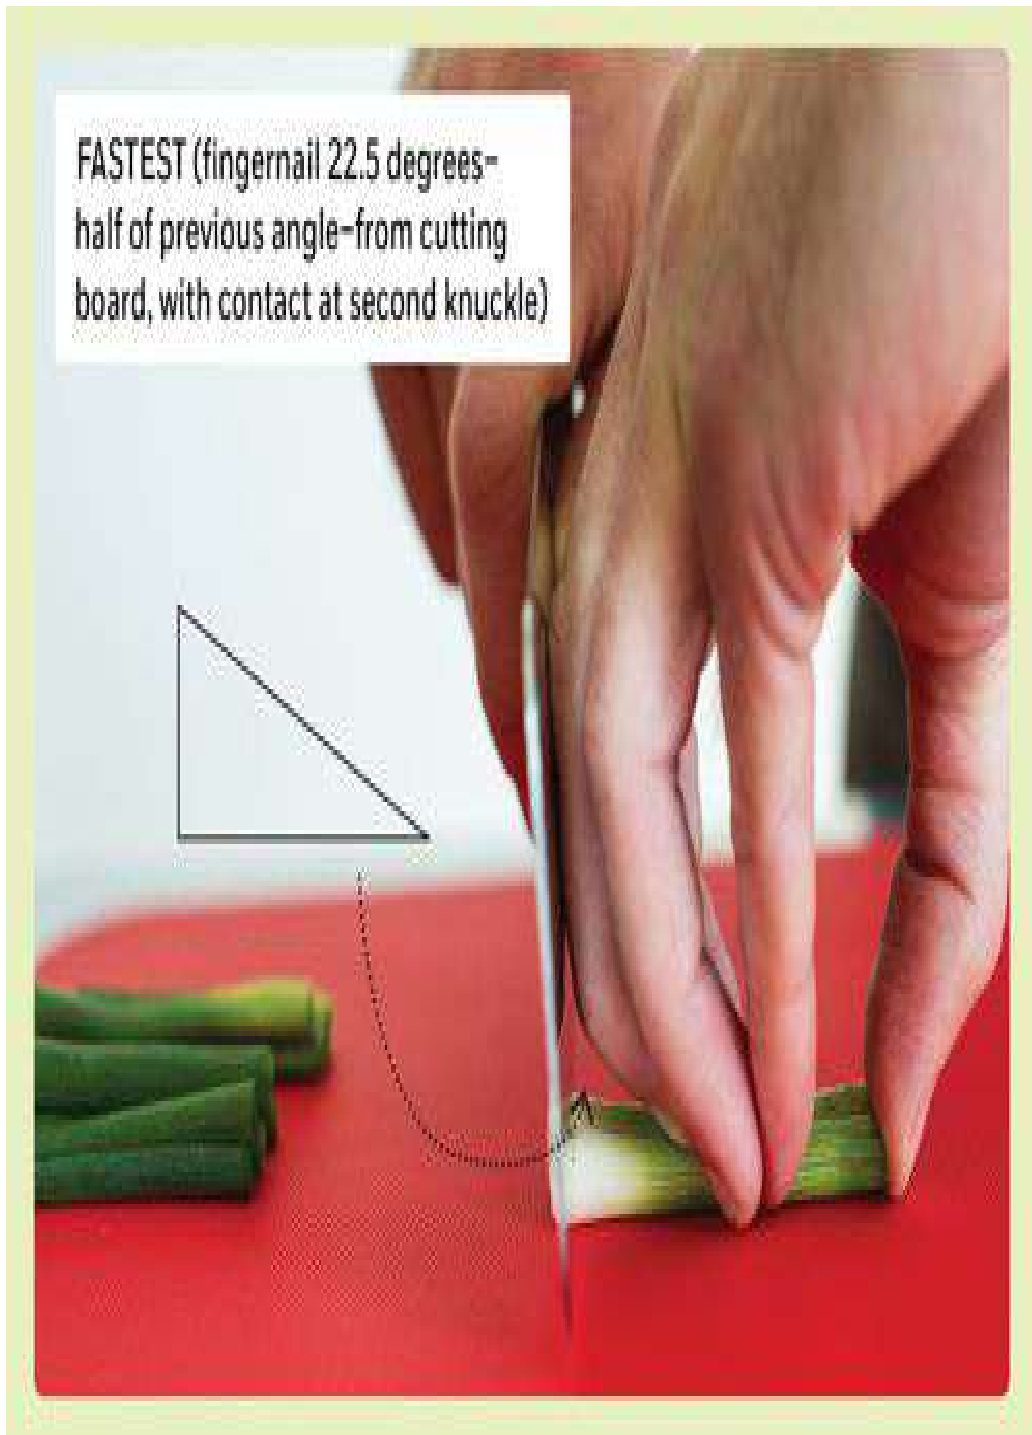 FASTEST (fingernail 22.5 degrees–
half of previous angle–from cutting
board, with contact at second knuckle)